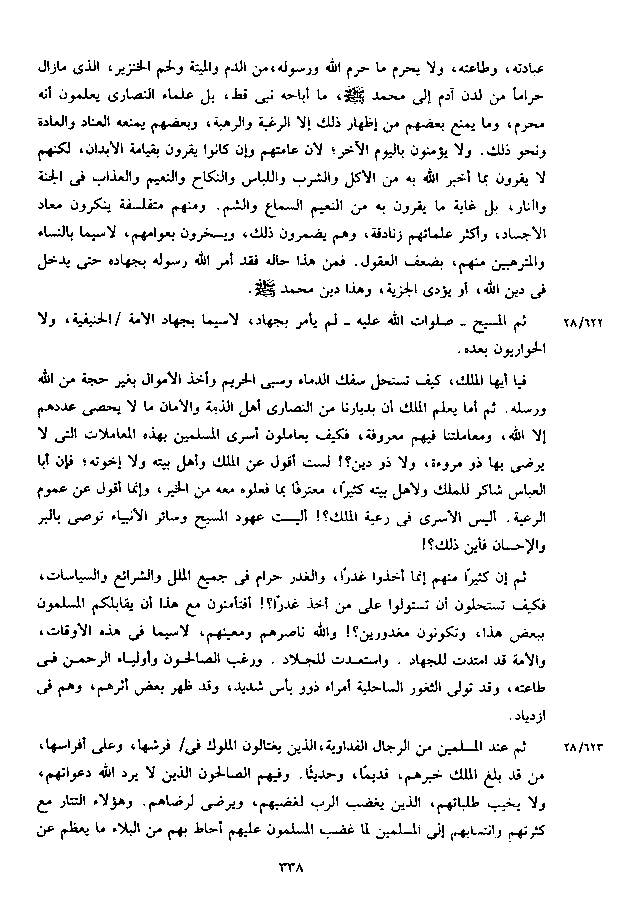 عبادته، وطاعته، ولا يحرم ما حرم الله ورسوله،من الدم والميتة ولحم الخنزير، الذى مازال
حراماً من لدن آدم إلى محمد ﷺ، ما أباحه نبى قط، بل علماء النصارى يعلمون أنه
محرم، وما يمنع بعضهم من إظهار ذلك إلا الرغبة والرهبة، وبعضهم يمنعه العناد والعادة
ونحو ذلك. ولا يؤمنون باليوم الآخر؛ لأن عامتهم وإن كانوا يقرون بقيامة الأبدان، لكنهم
لا يقرون بما أخبر الله به من الأكل والشرب واللباس والنكاح والنعيم والعذاب فى الجنة
والنار، بل غاية ما يقرون به من النعيم السماع والشم. ومنهم متفلسفة ينكرون معاد
الأجساد، وأكثر علمائهم زنادقة، وهم يضمرون ذلك، ويسخرون بعوامهم، لاسيما بالنساء
والمترهبين منهم، بضعف العقول. فمن هذا حاله فقد أمر الله رسوله بجهاده حتى يدخل
فى دين الله، أو يؤدى الجزية، وهذا دين محمد ﷺ.
٢٨/٦٢٢ ثم المسيح ـ صلوات الله عليه ـ لم يأمر بجهاد، لاسيما بجهاد الأمة /الحنيفية، ولا
الحواريون بعده.
فيا أيها الملك، كيف تستحل سفك الدماء وسبى الحريم وأخذ الأموال بغير حجة من الله
ورسله. ثم أما يعلم الملك أن بديارنا من النصارى أهل الذمة والأمان ما لا يحصى عددهم
إلا الله، ومعاملتنا فيهم معروفة، فكيف يعاملون أسرى المسلمين بهذه المعاملات التى لا
يرضى بها ذو مروءة، ولا ذو دين؟! لست أقول عن الملك وأهل بيته ولا إخوته؛ فإن أبا
العباس شاكر للملك ولأهل بيته كثيرًا، معترفًا بما فعلوه معه من الخير، وإنما أقول عن عموم
الرعية. أليس الأسرى فى رعية الملك؟! أليست عهود المسيح وسائر الأنبياء توصى بالبر
والإحسان فأين ذلك؟!
ثم إن كثيرًا منهم إنما أخذوا غدرًا، والغدر حرام فى جميع الملل والشرائع والسياسات،
فكيف تستحلون أن تستولوا على من أخذ غدرًا؟! أفتأمنون مع هذا أن يقابلكم المسلمون
ببعض هذا، وتكونون مغدورين؟! والله ناصرهم ومعينهم، لاسيما فى هذه الأوقات،
والأمة قد امتدت للجهاد . واستعدت للجلاد . ورغب الصالحون وأولياء الرحمن فى
طاعته، وقد تولى الثغور الساحلية أمراء ذوو بأس شديد، وقد ظهر بعض أثرهم، وهم فى
ازدياد.
٢٨/٦٢٣ ثم عند المسلمين من الرجال الفداوية،الذين يغتالون الملوك فى/ فرشها، وعلى أفراسها،
من قد بلغ الملك خبرهم، قديمًا، وحديثًا. وفيهم الصالحون الذين لا يرد الله دعواتهم،
ولا يخيب طلباتهم، الذين يغضب الرب لغضبهم، ويرضى لرضاهم. وهؤلاء التتار مع
كثرتهم وانتسابهم إلى المسلمين لما غضب المسلمون عليهم أحاط بهم من البلاء ما يعظم عن
٣٣٨